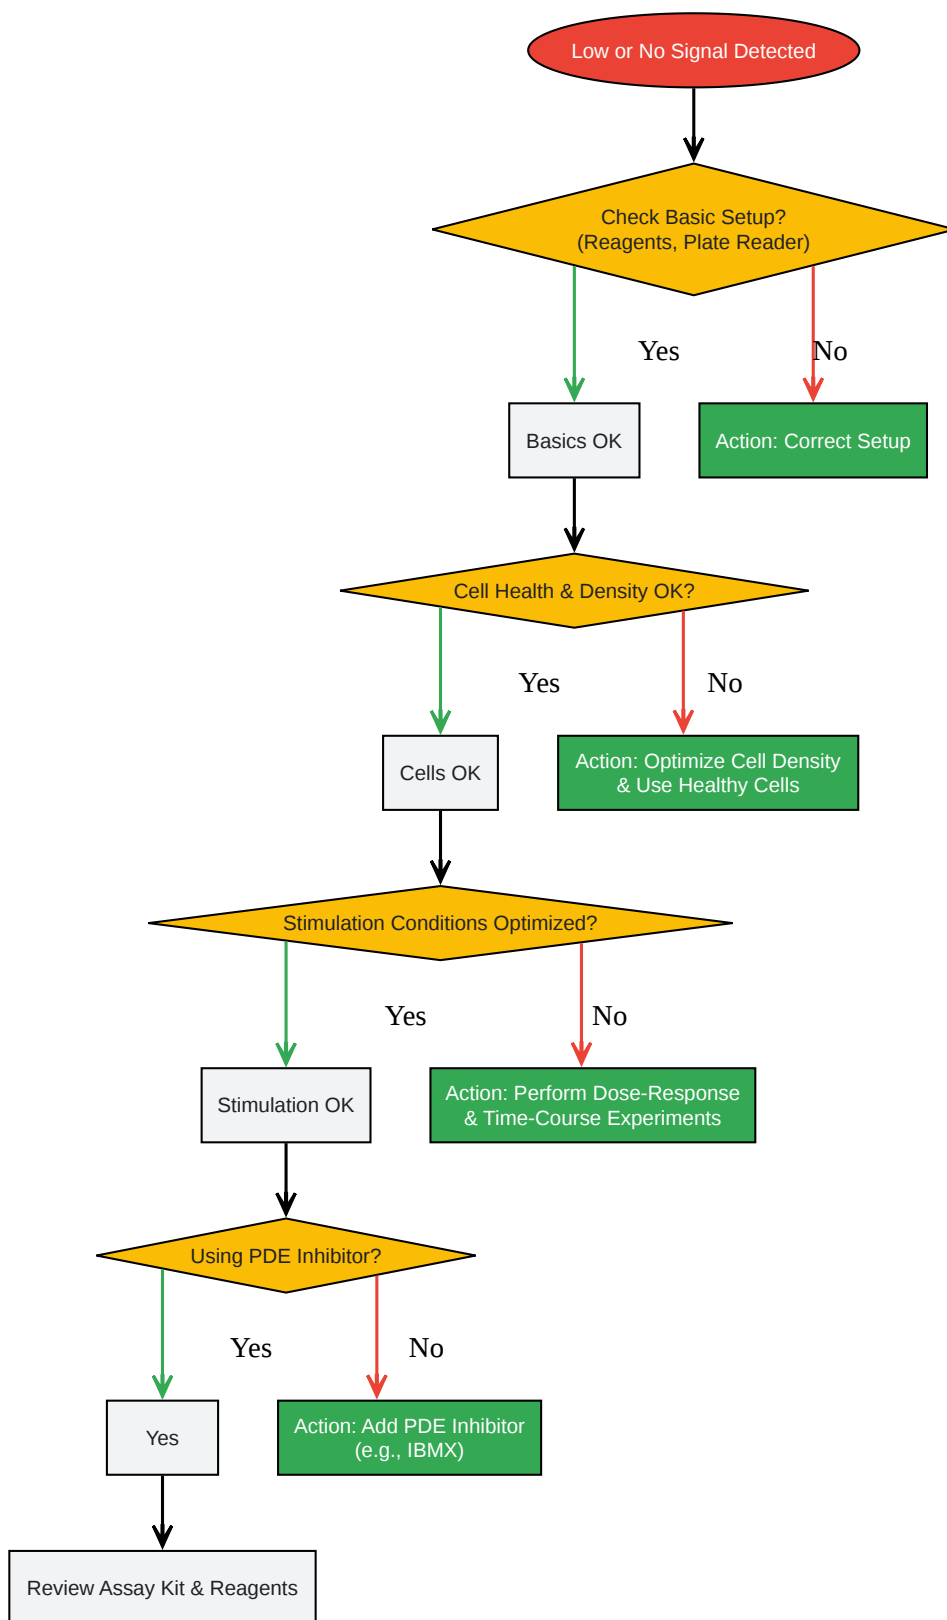 Low or No Signal Detected
Check Basic Setup?
(Reagents, Plate Reader)
Yes
No
Basics OK
Action: Correct Setup
Cell Health & Density OK?
Yes
No
Cells OK
Action: Optimize Cell Density
& Use Healthy Cells
Stimulation Conditions Optimized?
Yes
No
Stimulation OK
Action: Perform Dose-Response
& Time-Course Experiments
Using PDE Inhibitor?
Yes
No
Yes
Action: Add PDE Inhibitor
(e.g., IBMX)
Review Assay Kit & Reagents